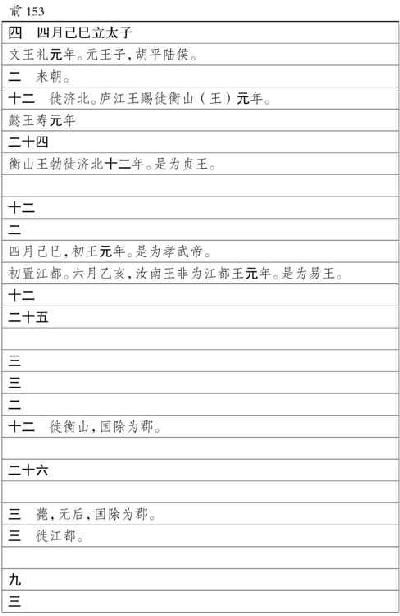 前 153
四 四月己巳立太子
文王礼元年。元王子，胡平陆侯。
二 来朝。
十二 徙济北。庐江王赐徙衡山（王）元年。
懿王寿元年
二十四
衡山王勃徙济北十二年。是为贞王。
十二
二
四月己巳，初王元年。是为孝武帝。
初置江都。六月乙亥，汝南王非为江都王元年。是为易王。
十二
二十五
三
三
二
十二 徙衡山，国除为郡。
二十六
三 薨，无后，国除为郡。
三 徙江都。
九
三